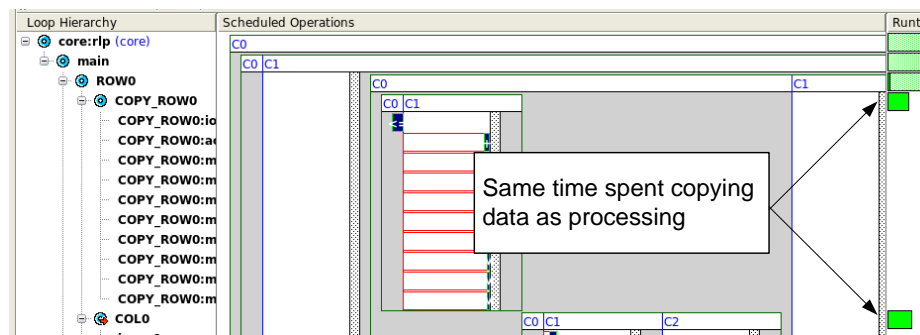 Loop Hierarchy
Scheduled Operations
Runt
core:rlp (core)
C0
main
C0 C1
ROW0
C0
C1
COPY_ROW0
C0 C1
COPY_ROW0:io
<=
COPY_ROW0:ac
COPY_ROW0:m
COPY_ROW0:m
COPY_ROW0:m
COPY_ROW0:m
COPY_ROW0:m
COPY_ROW0:m
COPY_ROW0:m
COPY_ROW0:m
Same time spent copying
data as processing
COL0
C0 C1
C2